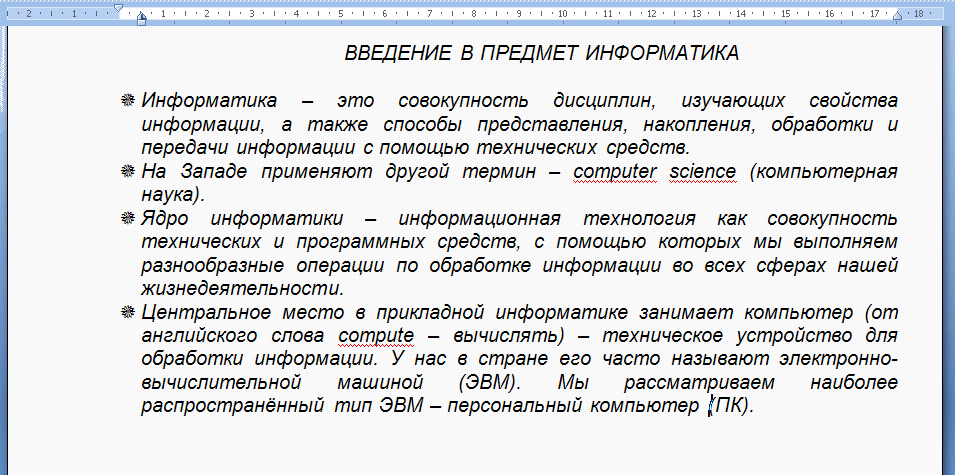 2 1 1 2 3 4 5 6 7 8 9 10 11 12 13 14 15 16 17 18
ВВЕДЕНИЕ В ПРЕДМЕТ ИНФОРМАТИКА
Информатика – это совокупность дисциплин, изучающих свойства
информации, а также способы представления, накопления, обработки и
передачи информации с помощью технических средств.
На Западе применяют другой термин – computer science (компьютерная
наука).
Ядро информатики – информационная технология как совокупность
технических и программных средств, с помощью которых мы выполняем
разнообразные операции по обработке информации во всех сферах нашей
жизнедеятельности.
Центральное место в прикладной информатике занимает компьютер (от
английского слова compute – вычислять) – техническое устройство для
обработки информации. У нас в стране его часто называют электронно-
вычислительной машиной (ЭВМ). Мы рассматриваем наиболее
распространённый тип ЭВМ – персональный компьютер (ПК).